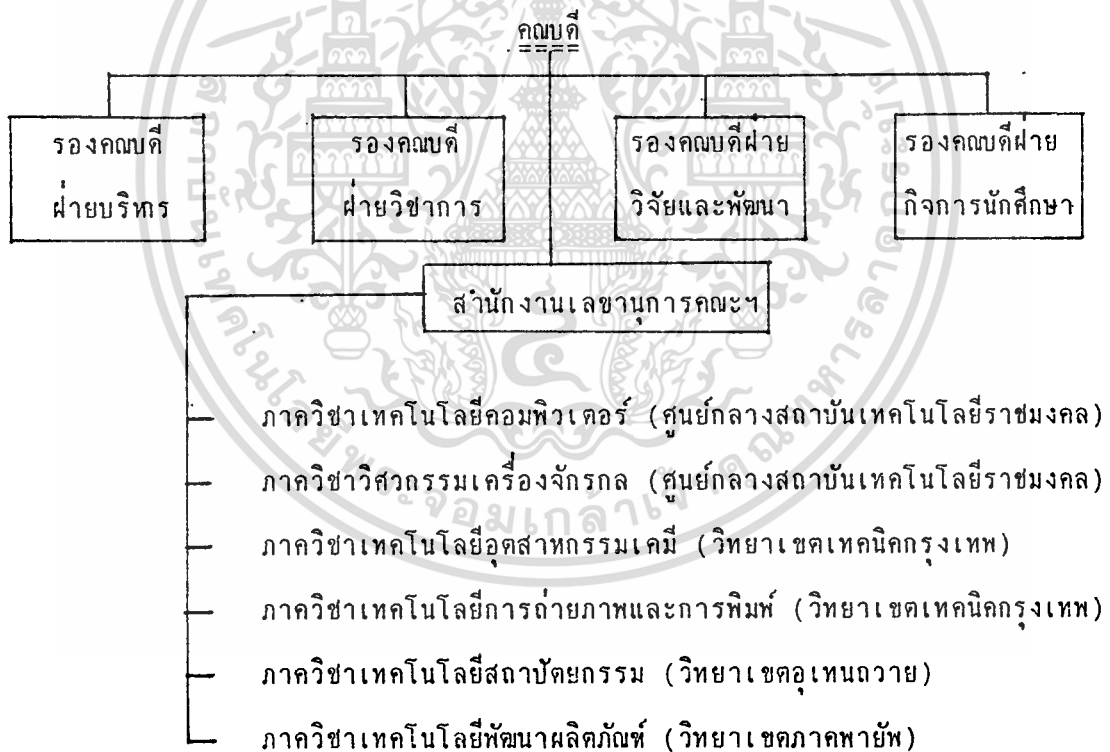 คณบดี
รองคณบดี
ฝ่ายบริหาร
รองคณบดี
ฝ่ายวิชาการ
รองคณบดีฝ่าย
วิจัยและพัฒนา
รองคณบดีฝ่าย
กิจการนักศึกษา
สำนักงานเลขานุการคณะฯ
ภาควิชาเทคโนโลยีคอมพิวเตอร์ (ศูนย์กลางสถาบันเทคโนโลยีราชมงคล)
ภาควิชาวิศวกรรมเครื่องจักรกล (ศูนย์กลางสถาบันเทคโนโลยีราชมงคล)
ภาควิชาเทคโนโลยีอุตสาหกรรมเคมี (วิทยาเขตเทคนิคกรุงเทพ)
ภาควิชาเทคโนโลยีการถ่ายภาพและการพิมพ์ (วิทยาเขตเทคนิคกรุงเทพ)
ภาควิชาเทคโนโลยีสถาปัตยกรรม (วิทยาเขตอุเทนถวาย)
ภาควิชาเทคโนโลยีพัฒนาผลิตภัณฑ์ (วิทยาเขตภาคพายัพ)